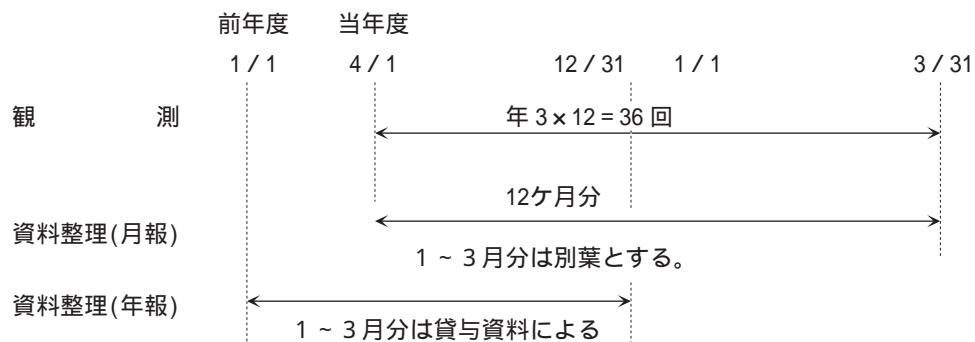 前年度 当年度
1/1 4/1 12/31 1/1 3/31
観 測 年3×12=36回
12ケ月分
資料整理(月報)
1～3月分は別葉とする。
資料整理(年報)
1～3月分は貸与資料による